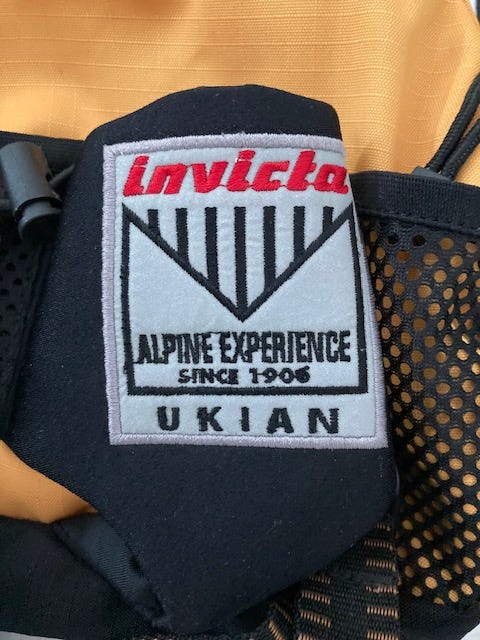 invicta
ALPINE EXPERIENCE
SINCE 1906
UKIAN